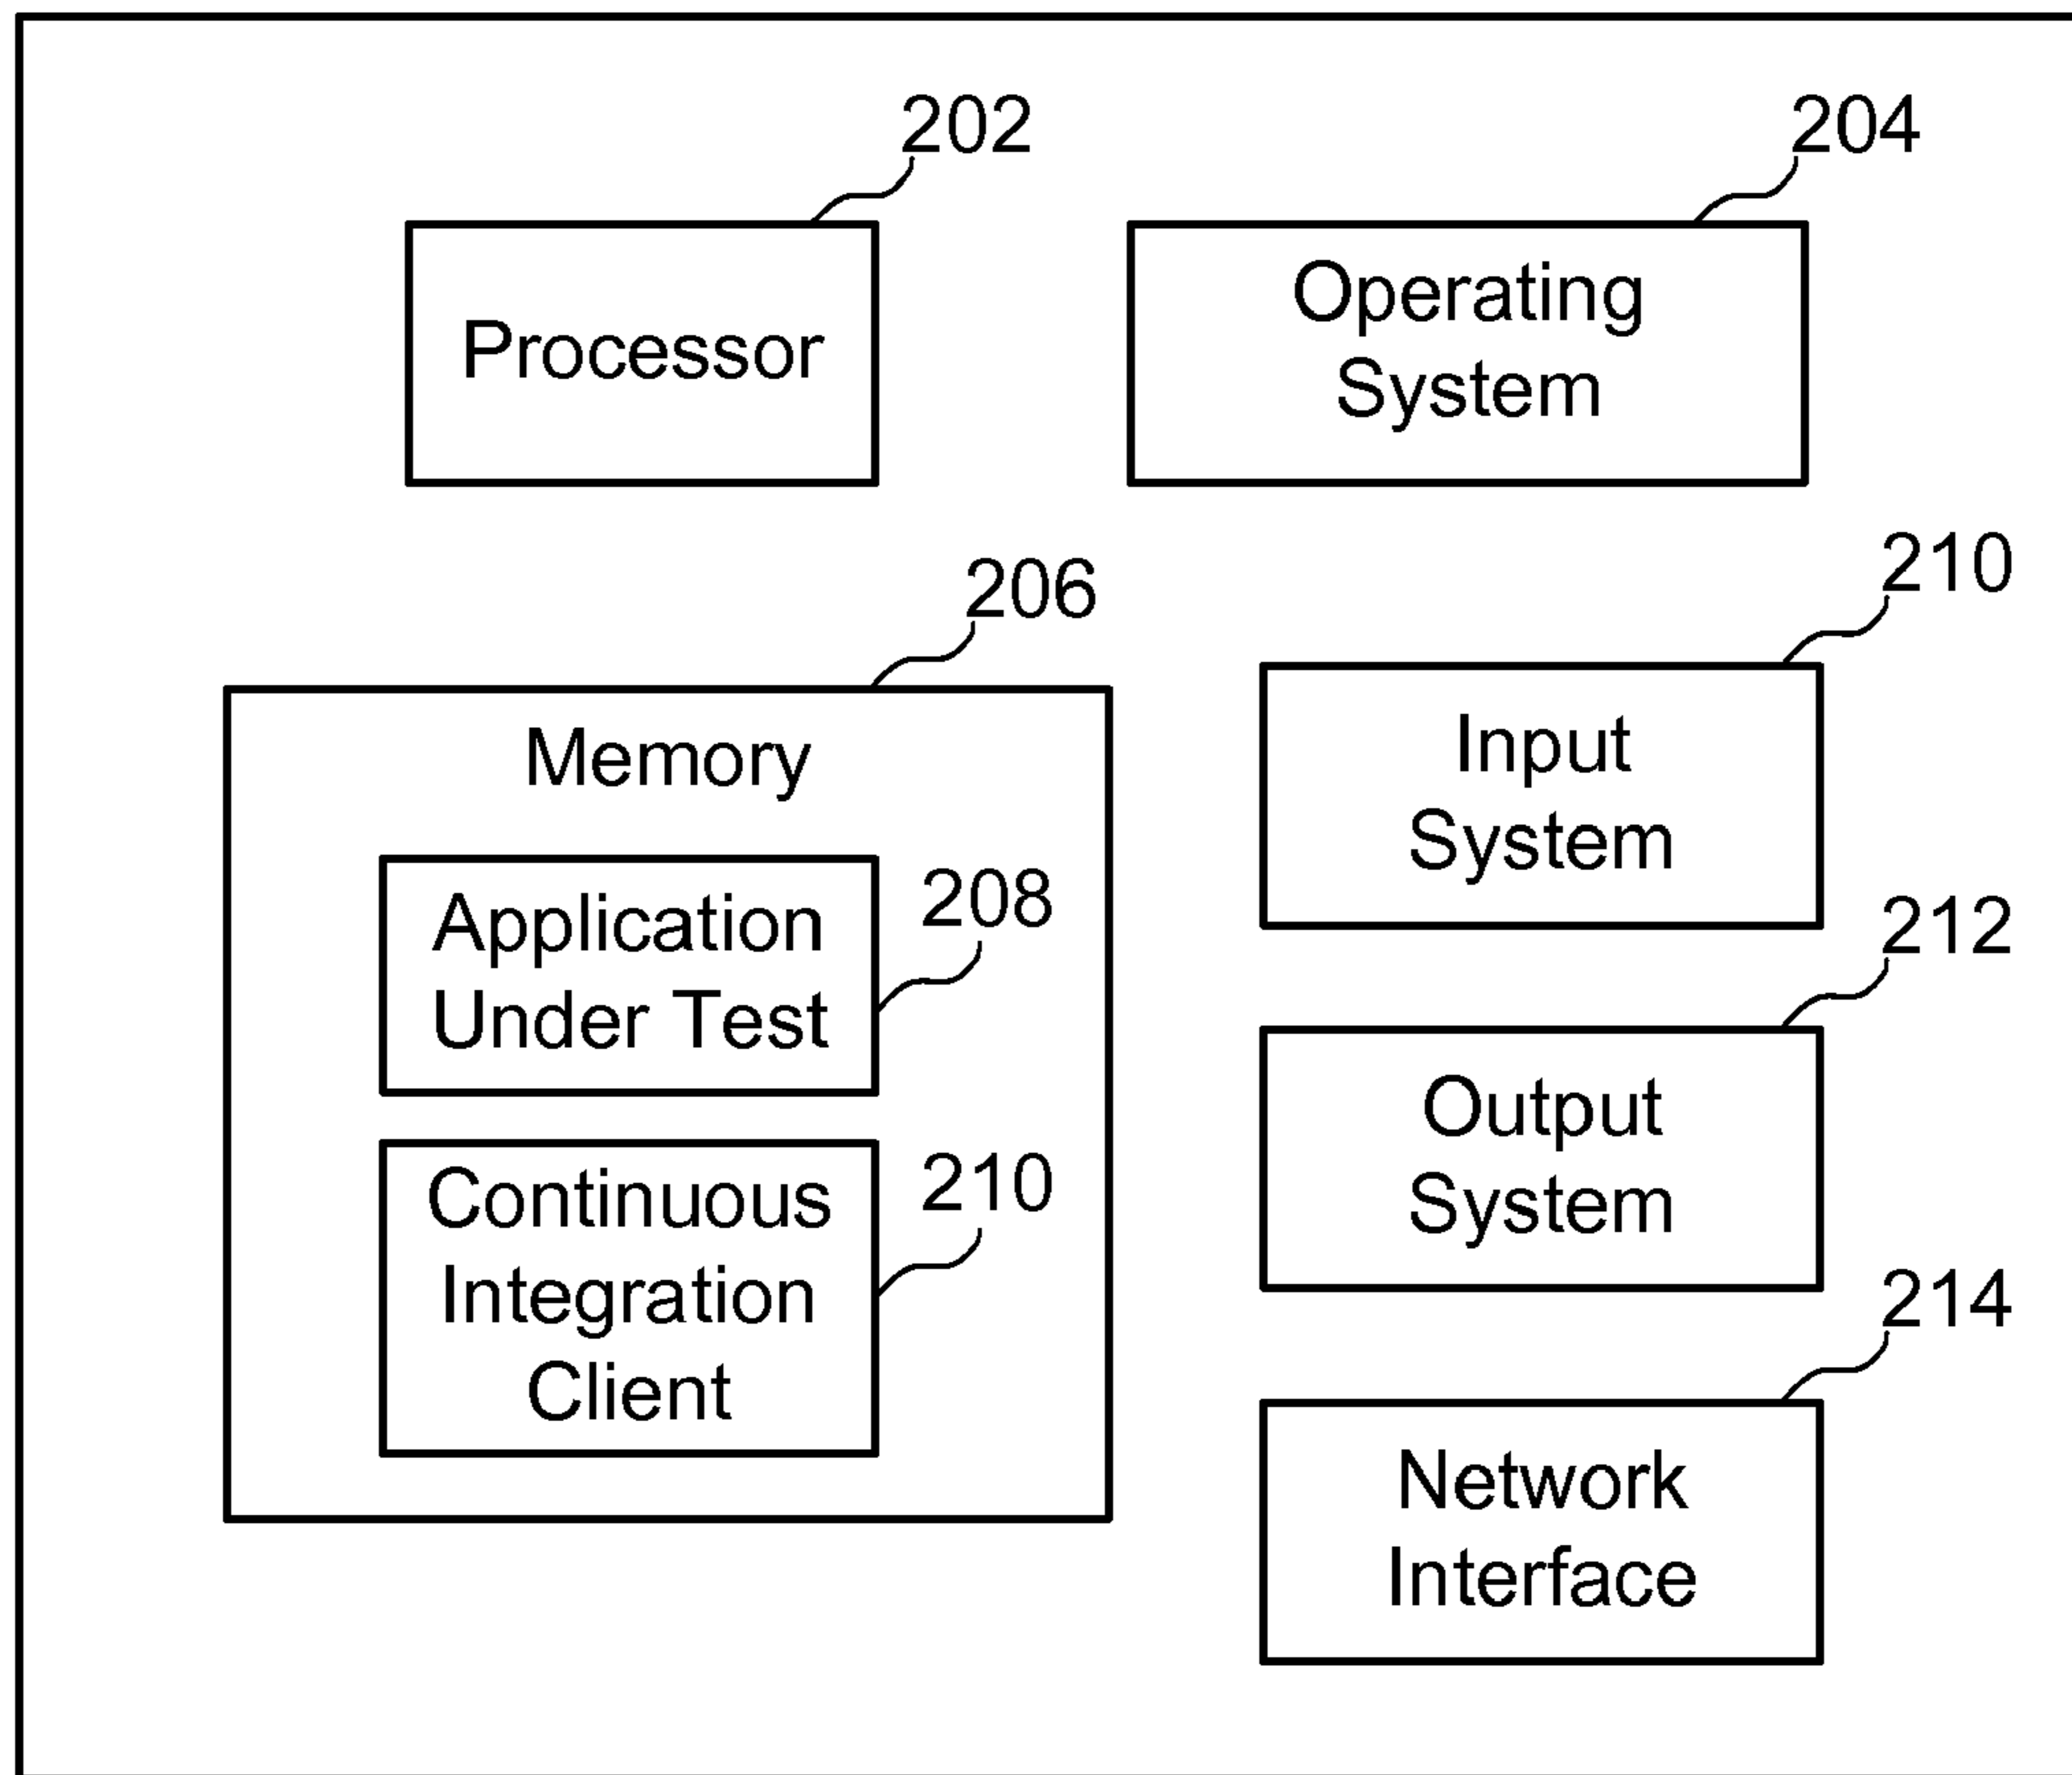 202
Processor
204
Operating
System
206
Memory
208
Application
Under Test
210
Continuous
Integration
Client
210
Input
System
212
Output
System
214
Network
Interface